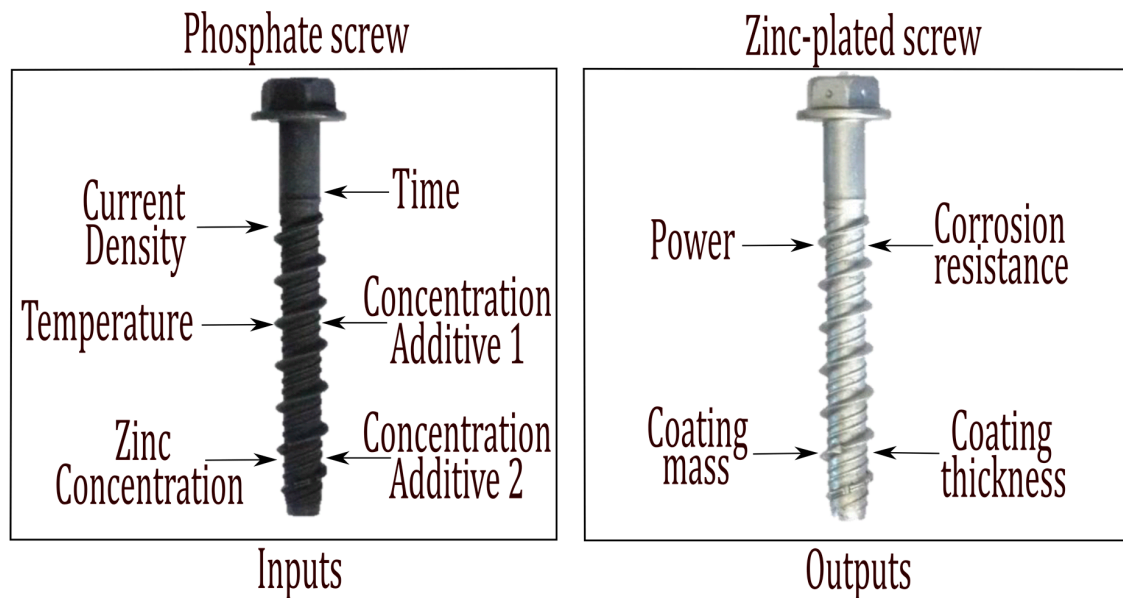 Phosphate screw
Current
Density
Time
Temperature
Concentration
Additive 1
Zinc
Concentration
Concentration
Additive 2
Inputs
Zinc-plated screw
Power
Corrosion
resistance
Coating
mass
Coating
thickness
Outputs